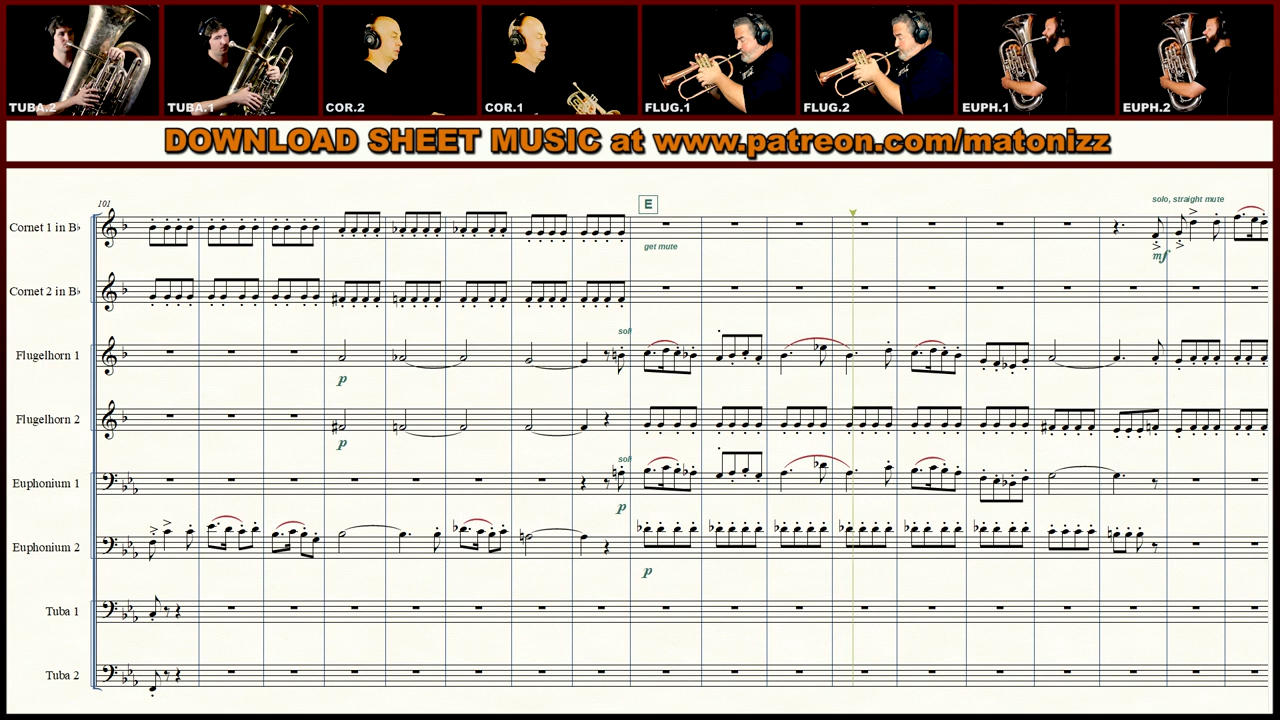 TUBA.2
TUBA.1
COR.2
COR.1
FLUG.1
FLUG.2
EUPH.1
EUPH.2
DOWNLOAD SHEET MUSIC at www.patreon.com/matonizz
101
E
solo, straight mute
Cornet 1 in B♭
get mute
mf
Cornet 2 in B♭
soli
Flugelhorn 1
p
Flugelhorn 2
p
soli
Euphonium 1
p
Euphonium 2
p
Tuba 1
Tuba 2